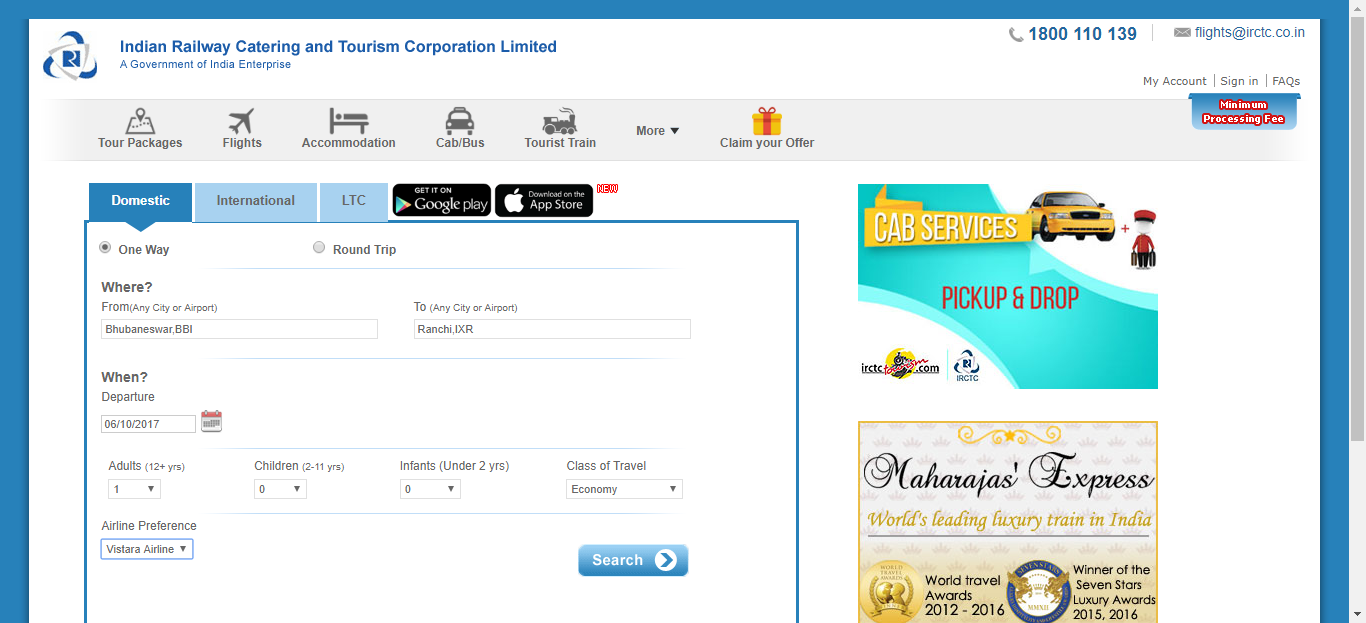 Indian Railway Catering and Tourism Corporation Limited
A Government of India Enterprise
1800 110 139
flights@irctc.co.in
My Account | Sign in | FAQs
Minimum
Processing Fee
Tour Packages
Flights
Accommodation
Cab/Bus
Tourist Train
More ▼
Claim your Offer
Domestic
International
LTC
GET IT ON
Google play
Download on the
App Store
NEW
One Way
Round Trip
Where?
From(Any City or Airport)
To (Any City or Airport)
Bhubaneswar,BBI
Ranchi,IXR
When?
Departure
06/10/2017
Adults (12+ yrs)
Children (2-11 yrs)
Infants (Under 2 yrs)
Class of Travel
1
0
0
Economy
Airline Preference
Vistara Airline
Search
CAB SERVICES
+
PICKUP & DROP
irctc tourism .com
IRCTC
Maharajas' Express
World's leading luxury train in India
WORLD
TRAVEL
AWARDS
World travel
Awards
2012 - 2016
SEVEN STARS
MMXII
Winner of the
Seven Stars
Luxury Awards
2015, 2016